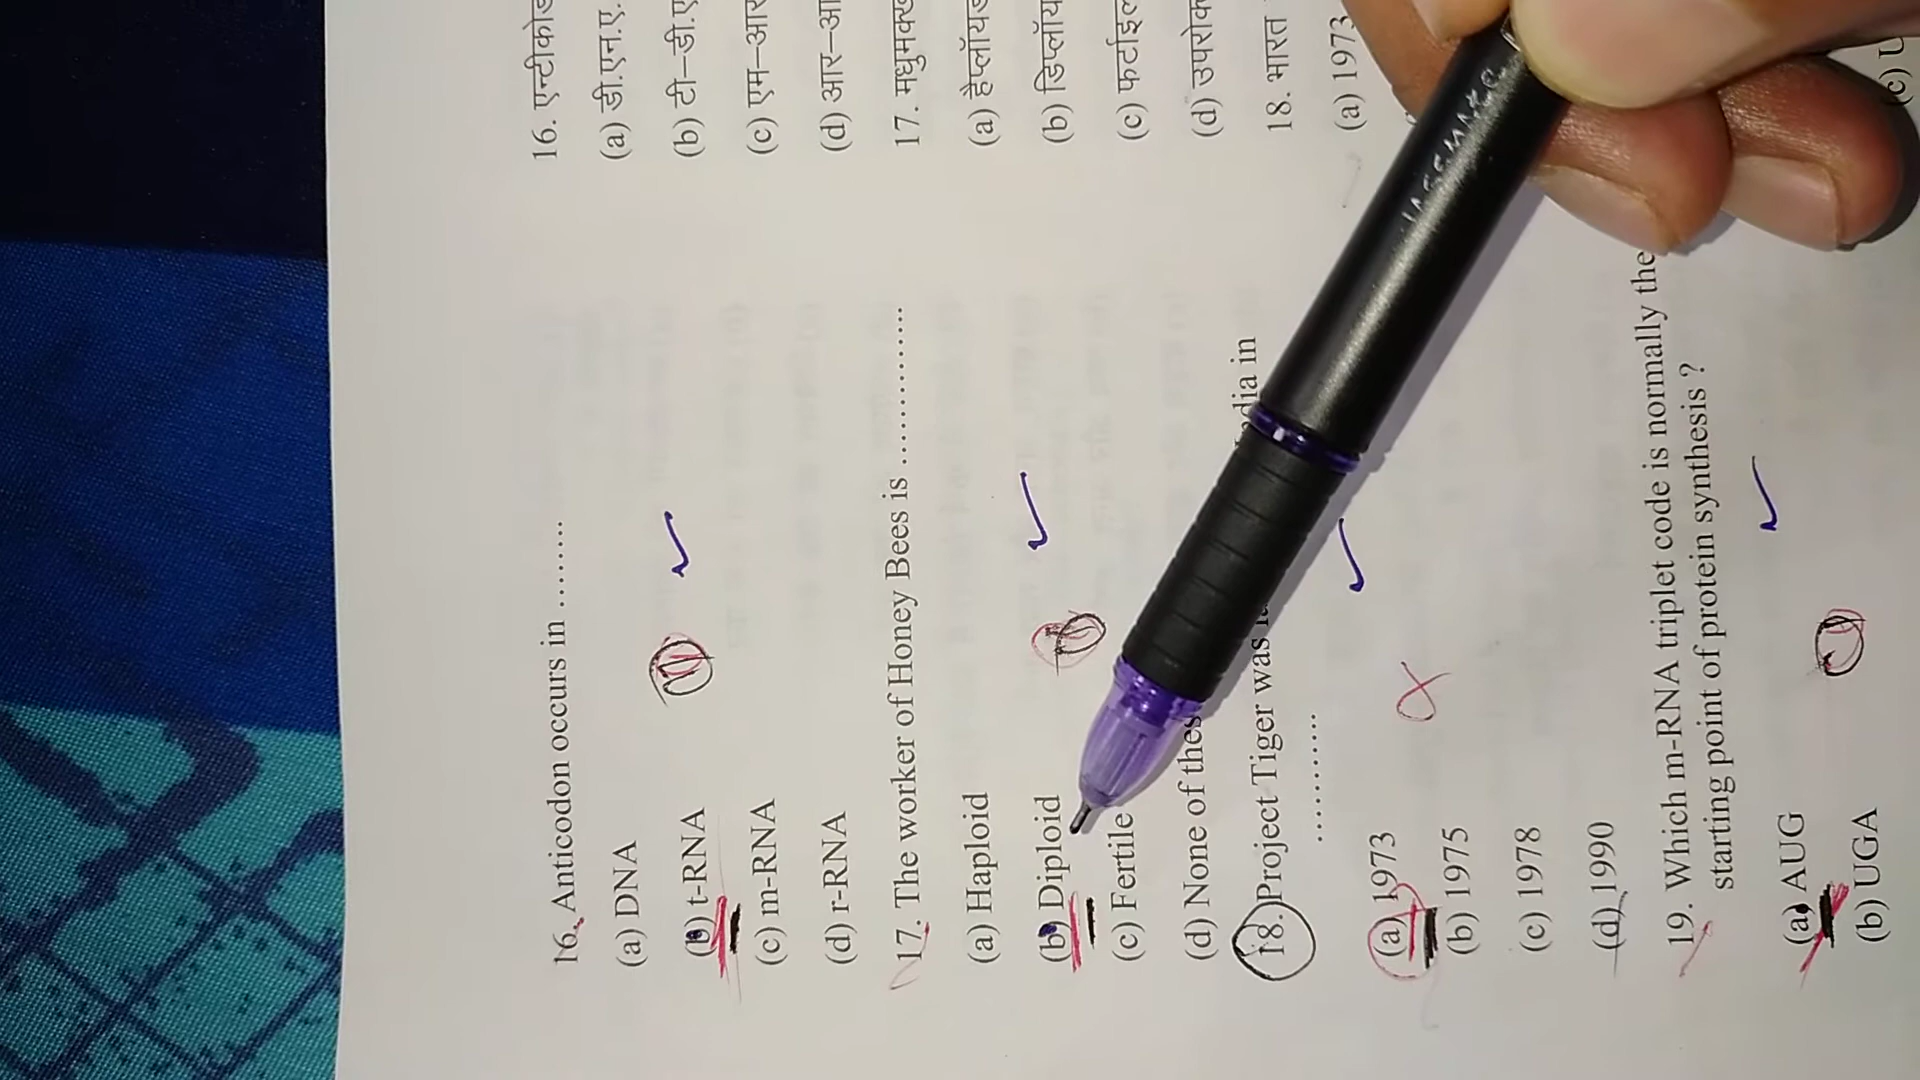 16. Anticodon occurs in .........
(a) DNA
(b) t-RNA
(c) m-RNA
(d) r-RNA
17. The worker of Honey Bees is ..............
(a) Haploid
(b) Diploid
(c) Fertile
(d) None of
18. Project Tiger was in
............
(a) 1973
(b) 1975
(c) 1978
(d) 1990
19. Which m-RNA triplet code is normally the
starting point of protein synthesis ?
(a) AUG
(b) UGA
16. एन्टीकोड
(a) डी.एन.ए.
(b) टी–डी.ए
(c) एम–आर
(d) आर–आ
17. मधुमक्ख
(a) हैप्लॉयड
(b) डिप्लॉय
(c) फर्टाइल
(d) उपरोक
18. भारत
(a) 1973
(c)